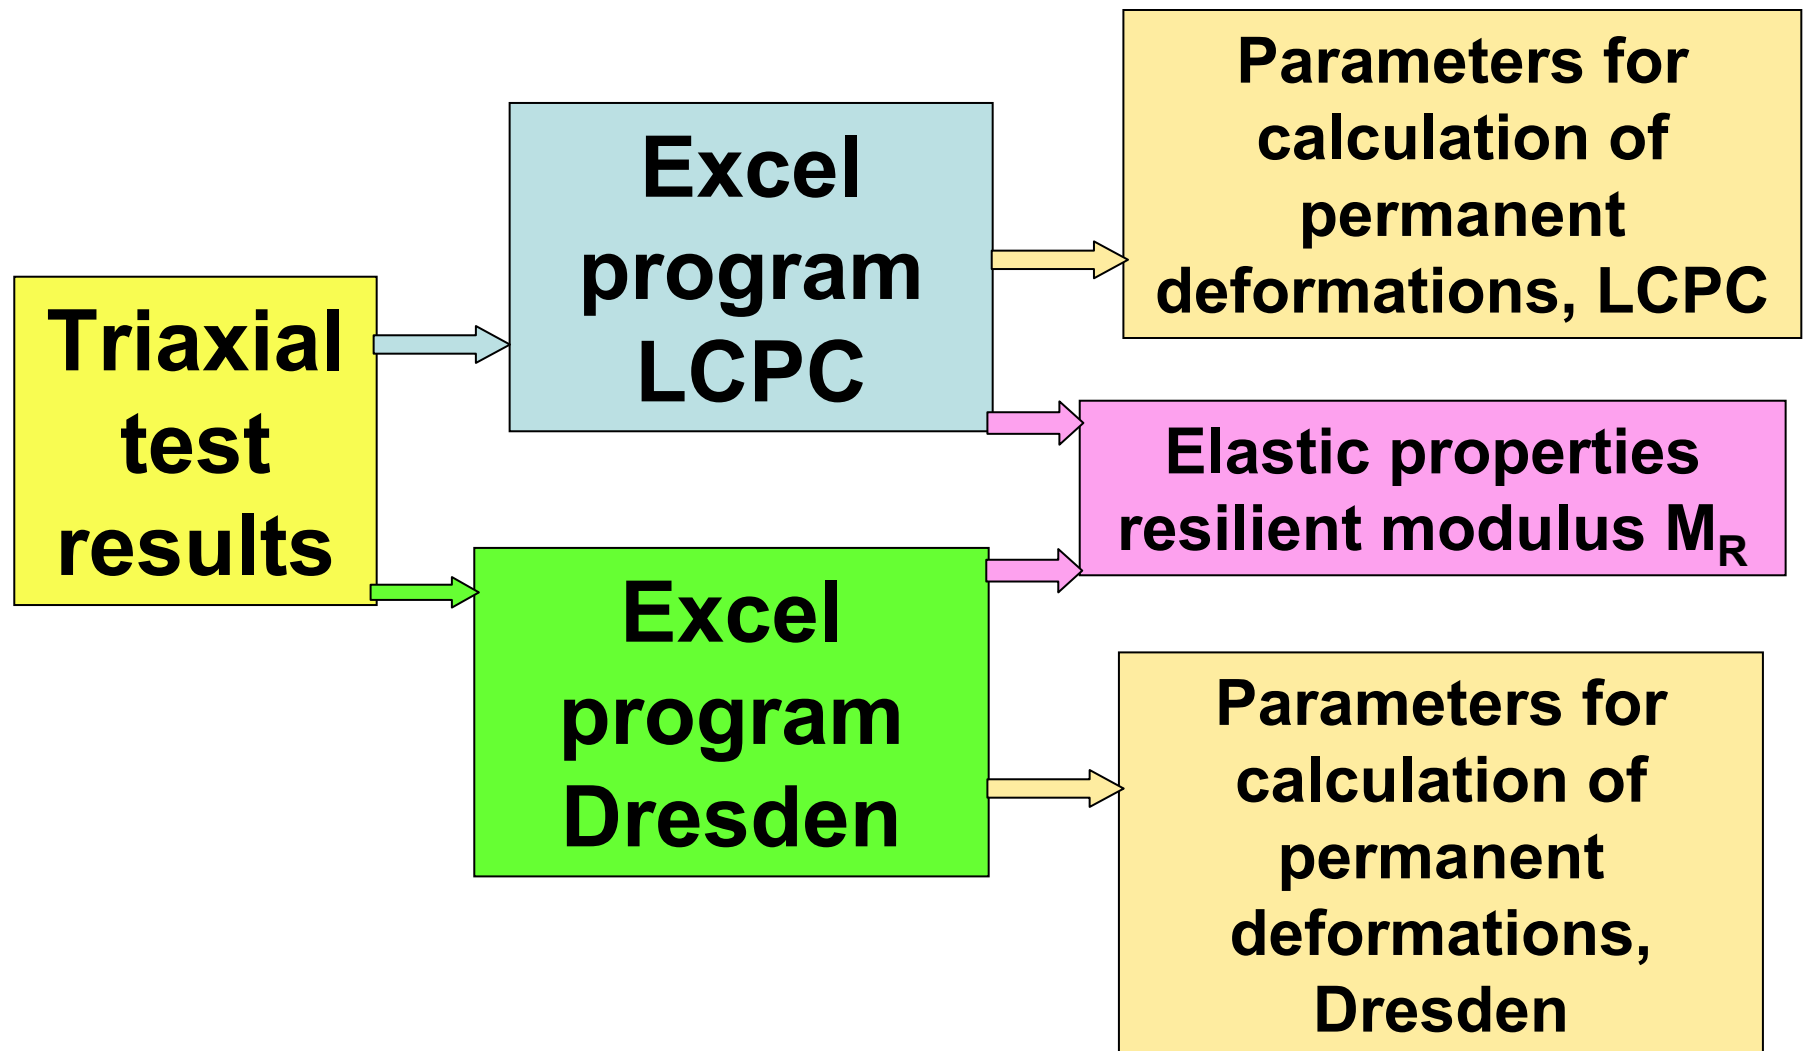 Triaxial
test
results
Excel
program
LCPC
Excel
program
Dresden
Parameters for
calculation of
permanent
deformations, LCPC
Elastic properties
resilient modulus M_R
Parameters for
calculation of
permanent
deformations,
Dresden